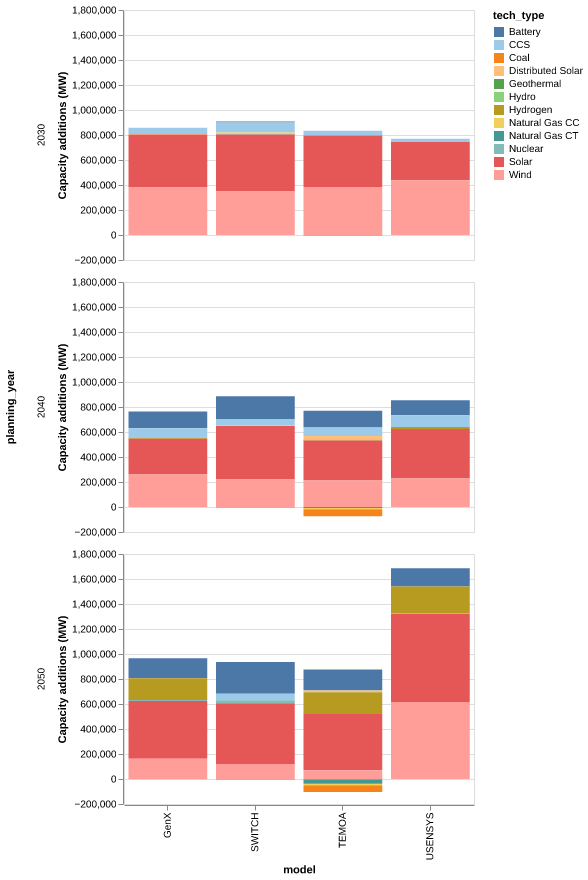 tech_type
Battery
CCS
Coal
Distributed Solar
Geothermal
Hydro
Hydrogen
Natural Gas CC
Natural Gas CT
Nuclear
Solar
Wind
planning_year
2030
Capacity additions (MW)
1,800,000
1,600,000
1,400,000
1,200,000
1,000,000
800,000
600,000
400,000
200,000
0
−200,000
2040
Capacity additions (MW)
1,800,000
1,600,000
1,400,000
1,200,000
1,000,000
800,000
600,000
400,000
200,000
0
−200,000
2050
Capacity additions (MW)
1,800,000
1,600,000
1,400,000
1,200,000
1,000,000
800,000
600,000
400,000
200,000
0
−200,000
GenX
SWITCH
TEMOA
USENSYS
model